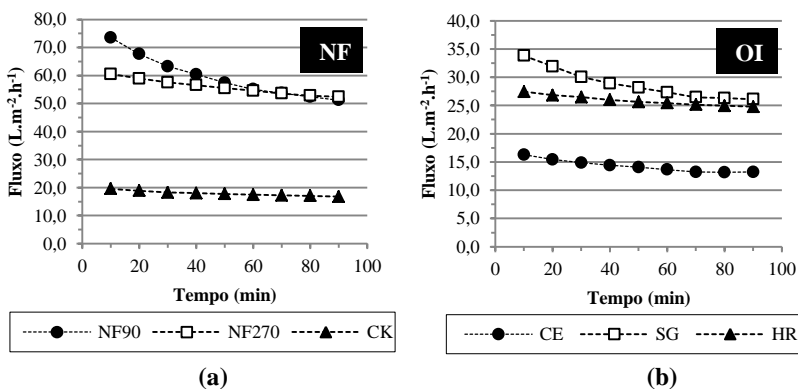 NF
Fluxo (L.m-2.h-1)
80,0
70,0
60,0
50,0
40,0
30,0
20,0
10,0
0,0
0 20 40 60 80 100
Tempo (min)
NF90 NF270 CK
(a)
OI
Fluxo (L.m-2.h-1)
40,0
35,0
30,0
25,0
20,0
15,0
10,0
5,0
0,0
0 20 40 60 80 100
Tempo (min)
CE SG HR
(b)